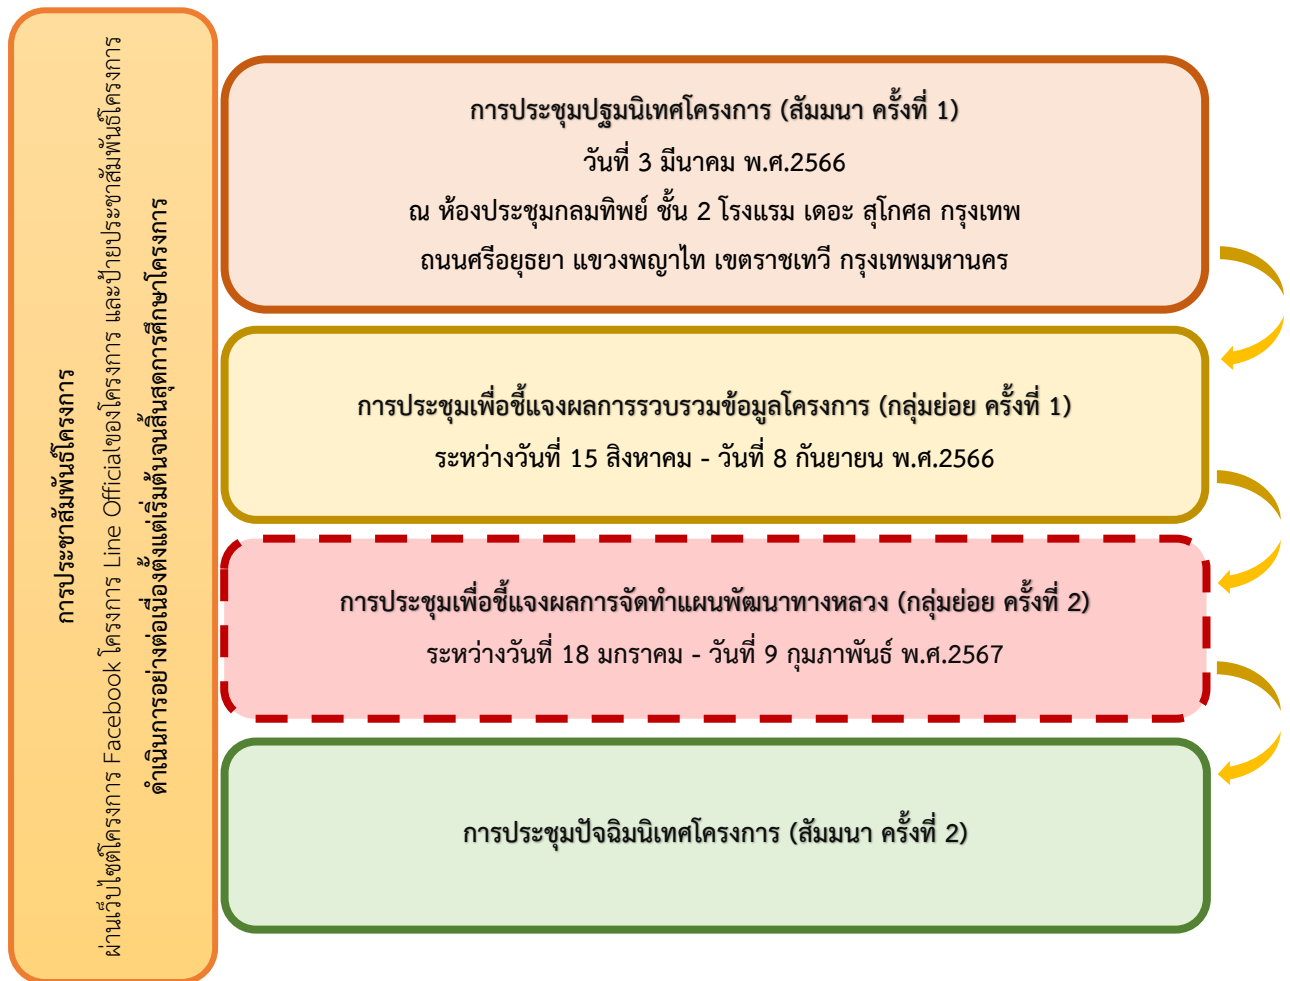 การประชาสัมพันธ์โครงการ
ผ่านเว็บไซต์โครงการ Facebook โครงการ Line Officialของโครงการ และป้ายประชาสัมพันธ์โครงการ
ดำเนินการอย่างต่อเนื่องตั้งแต่เริ่มต้นจนสิ้นสุดการศึกษาโครงการ
การประชุมปฐมนิเทศโครงการ (สัมมนา ครั้งที่ 1)
วันที่ 3 มีนาคม พ.ศ.2566
ณ ห้องประชุมกลมทิพย์ ชั้น 2 โรงแรม เดอะ สุโกศล กรุงเทพ
ถนนศรีอยุธยา แขวงพญาไท เขตราชเทวี กรุงเทพมหานคร
การประชุมเพื่อชี้แจงผลการรวบรวมข้อมูลโครงการ (กลุ่มย่อย ครั้งที่ 1)
ระหว่างวันที่ 15 สิงหาคม - วันที่ 8 กันยายน พ.ศ.2566
การประชุมเพื่อชี้แจงผลการจัดทำแผนพัฒนาทางหลวง (กลุ่มย่อย ครั้งที่ 2)
ระหว่างวันที่ 18 มกราคม - วันที่ 9 กุมภาพันธ์ พ.ศ.2567
การประชุมปัจฉิมนิเทศโครงการ (สัมมนา ครั้งที่ 2)